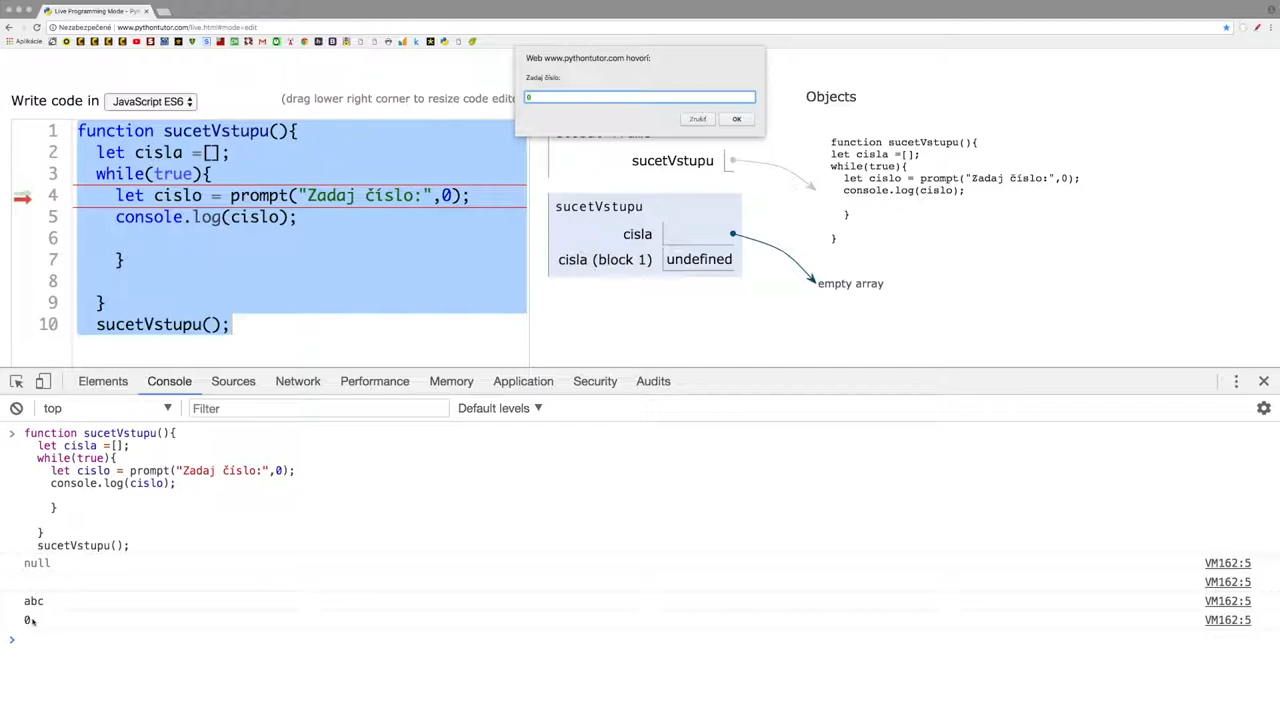 Live Programming Mode - Pyt
Nezabezpečené
www.pythontutor.com/live.html#mode=edit
Aplikácie
Web www.pythontutor.com hovorí:
Zadaj číslo:
0
Zrušiť
OK
Write code in
JavaScript ES6
(drag lower right corner to resize code edito
Objects
1 function sucetVstupu(){
2 let cisla =[];
3 while(true){
4 let cislo = prompt("Zadaj číslo:",0);
5 console.log(cislo);
6
7 }
8
9 }
10 sucetVstupu();
sucetVstupu
sucetVstupu
cisla
cisla (block 1) undefined
function sucetVstupu(){
let cisla =[];
while(true){
let cislo = prompt("Zadaj číslo:",0);
console.log(cislo);
}
}
empty array
Elements Console Sources Network Performance Memory Application Security Audits
top Filter Default levels
> function sucetVstupu(){
let cisla =[];
while(true){
let cislo = prompt("Zadaj číslo:",0);
console.log(cislo);
}
}
sucetVstupu();
null VM162:5
VM162:5
abc VM162:5
0 VM162:5
>